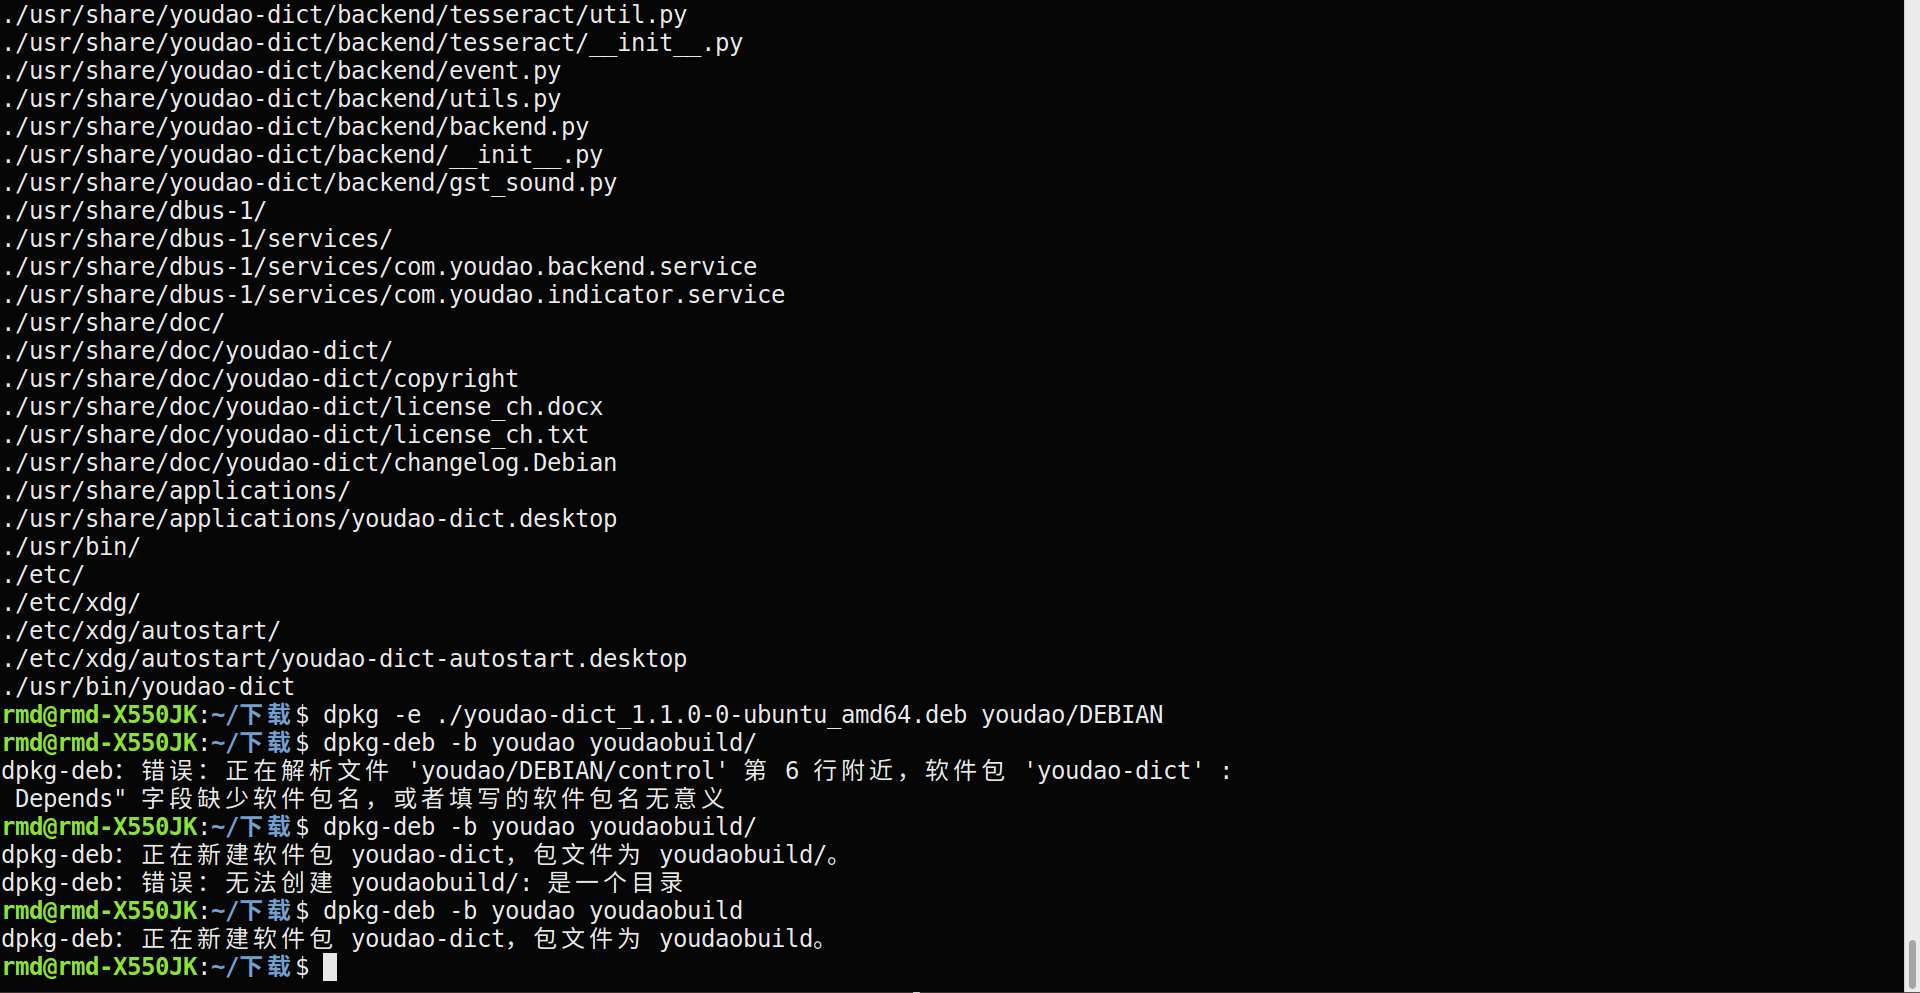 ./usr/share/youdao-dict/backend/tesseract/util.py
./usr/share/youdao-dict/backend/tesseract/__init__.py
./usr/share/youdao-dict/backend/event.py
./usr/share/youdao-dict/backend/utils.py
./usr/share/youdao-dict/backend/backend.py
./usr/share/youdao-dict/backend/__init__.py
./usr/share/youdao-dict/backend/gst_sound.py
./usr/share/dbus-1/
./usr/share/dbus-1/services/
./usr/share/dbus-1/services/com.youdao.backend.service
./usr/share/dbus-1/services/com.youdao.indicator.service
./usr/share/doc/
./usr/share/doc/youdao-dict/
./usr/share/doc/youdao-dict/copyright
./usr/share/doc/youdao-dict/license_ch.docx
./usr/share/doc/youdao-dict/license_ch.txt
./usr/share/doc/youdao-dict/changelog.Debian
./usr/share/applications/
./usr/share/applications/youdao-dict.desktop
./usr/bin/
./etc/
./etc/xdg/
./etc/xdg/autostart/
./etc/xdg/autostart/youdao-dict-autostart.desktop
./usr/bin/youdao-dict
rmd@rmd-X550JK:~/下载$ dpkg -e ./youdao-dict_1.1.0-0-ubuntu_amd64.deb youdao/DEBIAN
rmd@rmd-X550JK:~/下载$ dpkg-deb -b youdao youdaobuild/
dpkg-deb: 错误: 正在解析文件 'youdao/DEBIAN/control' 第 6 行附近，软件包 'youdao-dict' :
 Depends" 字段缺少软件包名，或者填写的软件包名无意义
rmd@rmd-X550JK:~/下载$ dpkg-deb -b youdao youdaobuild/
dpkg-deb: 正在新建软件包 youdao-dict，包文件为 youdaobuild/。
dpkg-deb: 错误: 无法创建 youdaobuild/: 是一个目录
rmd@rmd-X550JK:~/下载$ dpkg-deb -b youdao youdaobuild
dpkg-deb: 正在新建软件包 youdao-dict，包文件为 youdaobuild。
rmd@rmd-X550JK:~/下载$